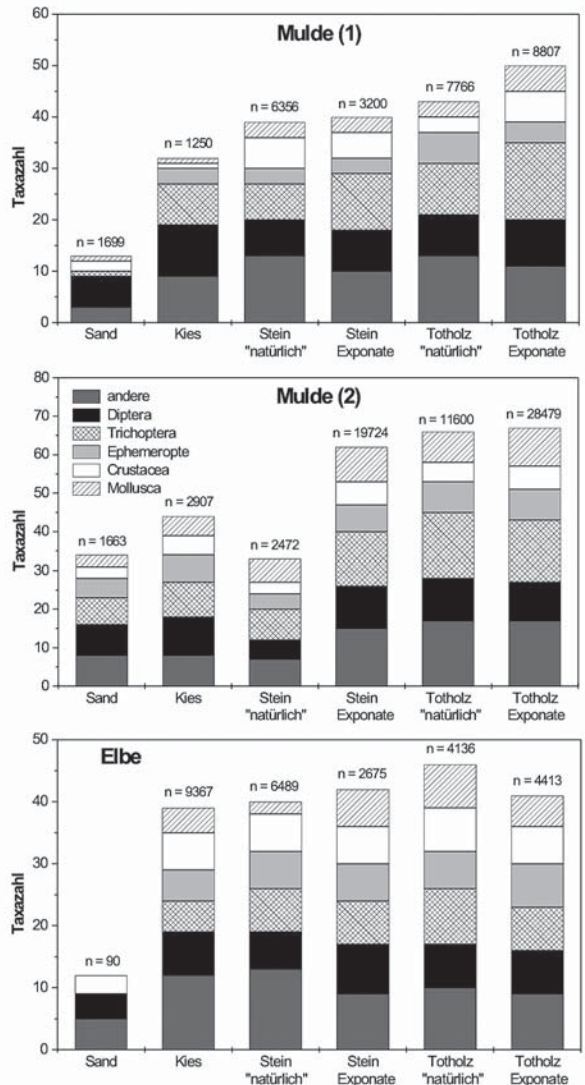 Mulde (1)
Taxazahl
60
50
40
30
20
10
0
n = 1699
n = 1250
n = 6356
n = 3200
n = 7766
n = 8807
Sand
Kies
Stein
"natürlich"
Stein
Exponate
Totholz
"natürlich"
Totholz
Exponate
Mulde (2)
Taxazahl
80
70
60
50
40
30
20
10
0
andere
Diptera
Trichoptera
Ephemeropte
Crustacea
Mollusca
n = 1663
n = 2907
n = 2472
n = 19724
n = 11600
n = 28479
Sand
Kies
Stein
"natürlich"
Stein
Exponate
Totholz
"natürlich"
Totholz
Exponate
Elbe
Taxazahl
50
40
30
20
10
0
n = 90
n = 9367
n = 6489
n = 2675
n = 4136
n = 4413
Sand
Kies
Stein
"natürlich"
Stein
Exponate
Totholz
"natürlich"
Totholz
Exponate